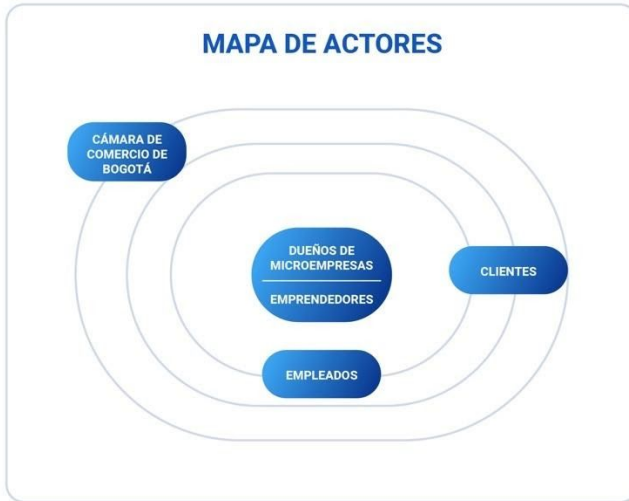 MAPA DE ACTORES
CÁMARA DE
COMERCIO DE
BOGOTÁ
DUEÑOS DE
MICROEMPRESAS
EMPRENDEDORES
CLIENTES
EMPLEADOS